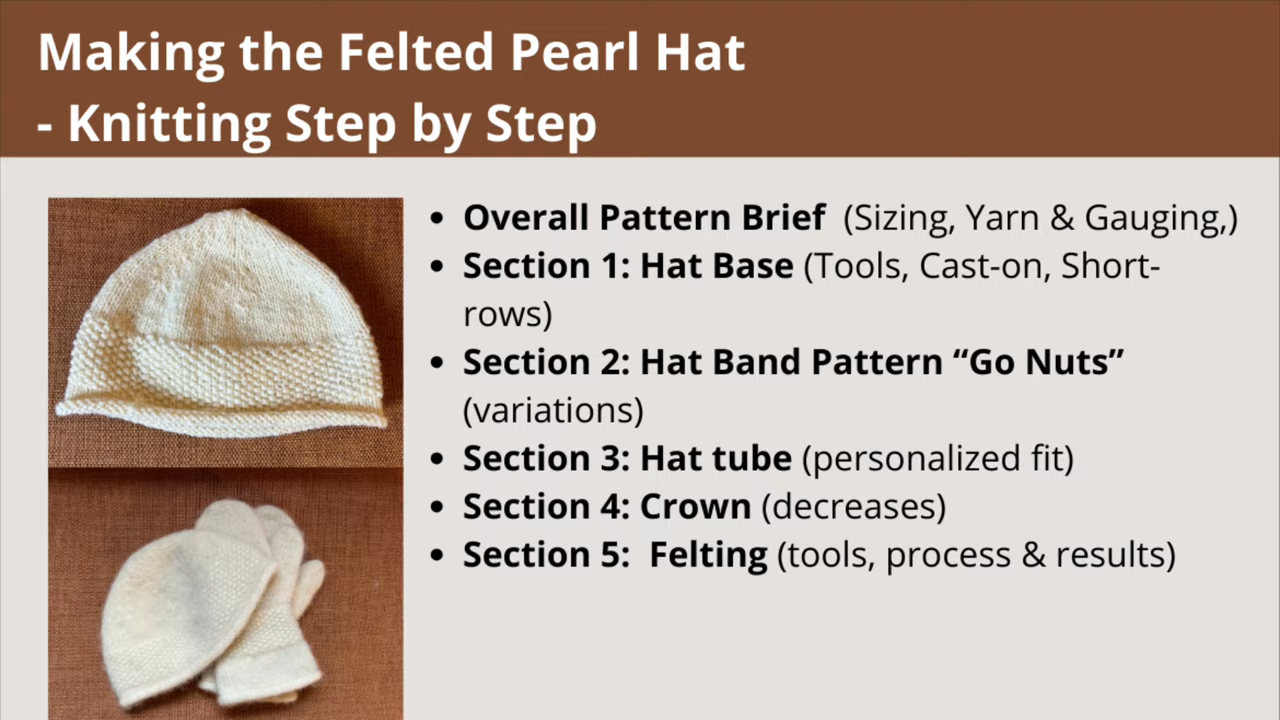 Making the Felted Pearl Hat
- Knitting Step by Step
• Overall Pattern Brief  (Sizing, Yarn & Gauging,)
• Section 1: Hat Base (Tools, Cast-on, Short-
rows)
• Section 2: Hat Band Pattern “Go Nuts”
(variations)
• Section 3: Hat tube (personalized fit)
• Section 4: Crown (decreases)
• Section 5:  Felting (tools, process & results)